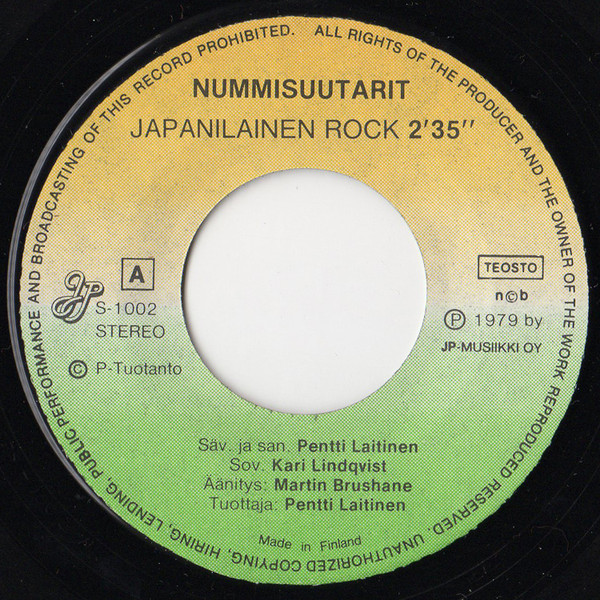 ALL RIGHTS OF THE PRODUCER AND THE OWNER OF THE WORK REPRODUCED RESERVED. UNAUTHORIZED COPYING, HIRING, LENDING, PUBLIC PERFORMANCE AND BROADCASTING OF THIS RECORD PROHIBITED.
NUMMISUUTARIT
JAPANILAINEN ROCK 2'35''
JP
A
S-1002
STEREO
© P-Tuotanto
TEOSTO
n©b
℗ 1979 by
JP-MUSIIKKI OY
Säv. ja san. Pentti Laitinen
Sov. Kari Lindqvist
Äänitys: Martin Brushane
Tuottaja: Pentti Laitinen
Made in Finland